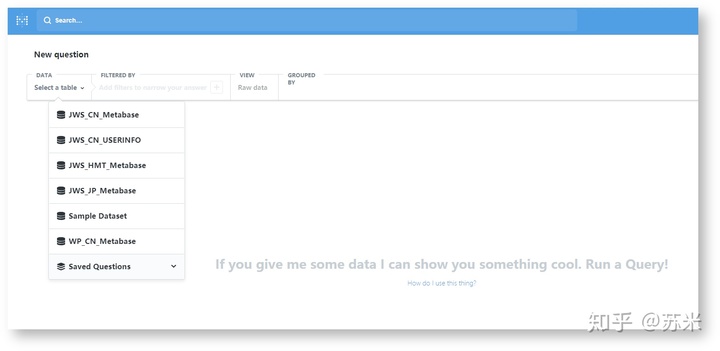 Search...
New question
DATA
FILTERED BY
VIEW
GROUPED BY
Select a table
Add filters to narrow your answer
Raw data
JWS_CN_Metabase
JWS_CN_USERINFO
JWS_HMT_Metabase
JWS_JP_Metabase
Sample Dataset
WP_CN_Metabase
Saved Questions
If you give me some data I can show you something cool. Run a Query!
How do I use this thing?
知乎 @苏米